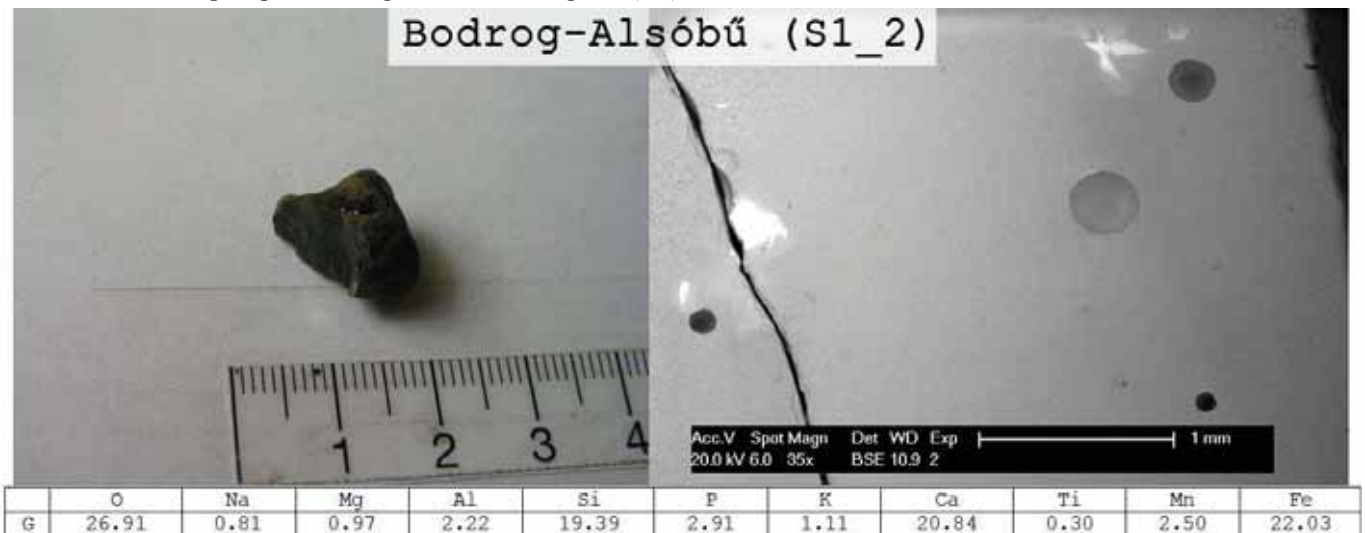 Bodrog-Alsóbű (S1_2)
1 2 3 4
Acc.V Spot Magn Det WD Exp 1 mm
20.0 kV 6.0 35x BSE 10.9 2
O Na Mg Al Si P K Ca Ti Mn Fe
G 26.91 0.81 0.97 2.22 19.39 2.91 1.11 20.84 0.30 2.50 22.03